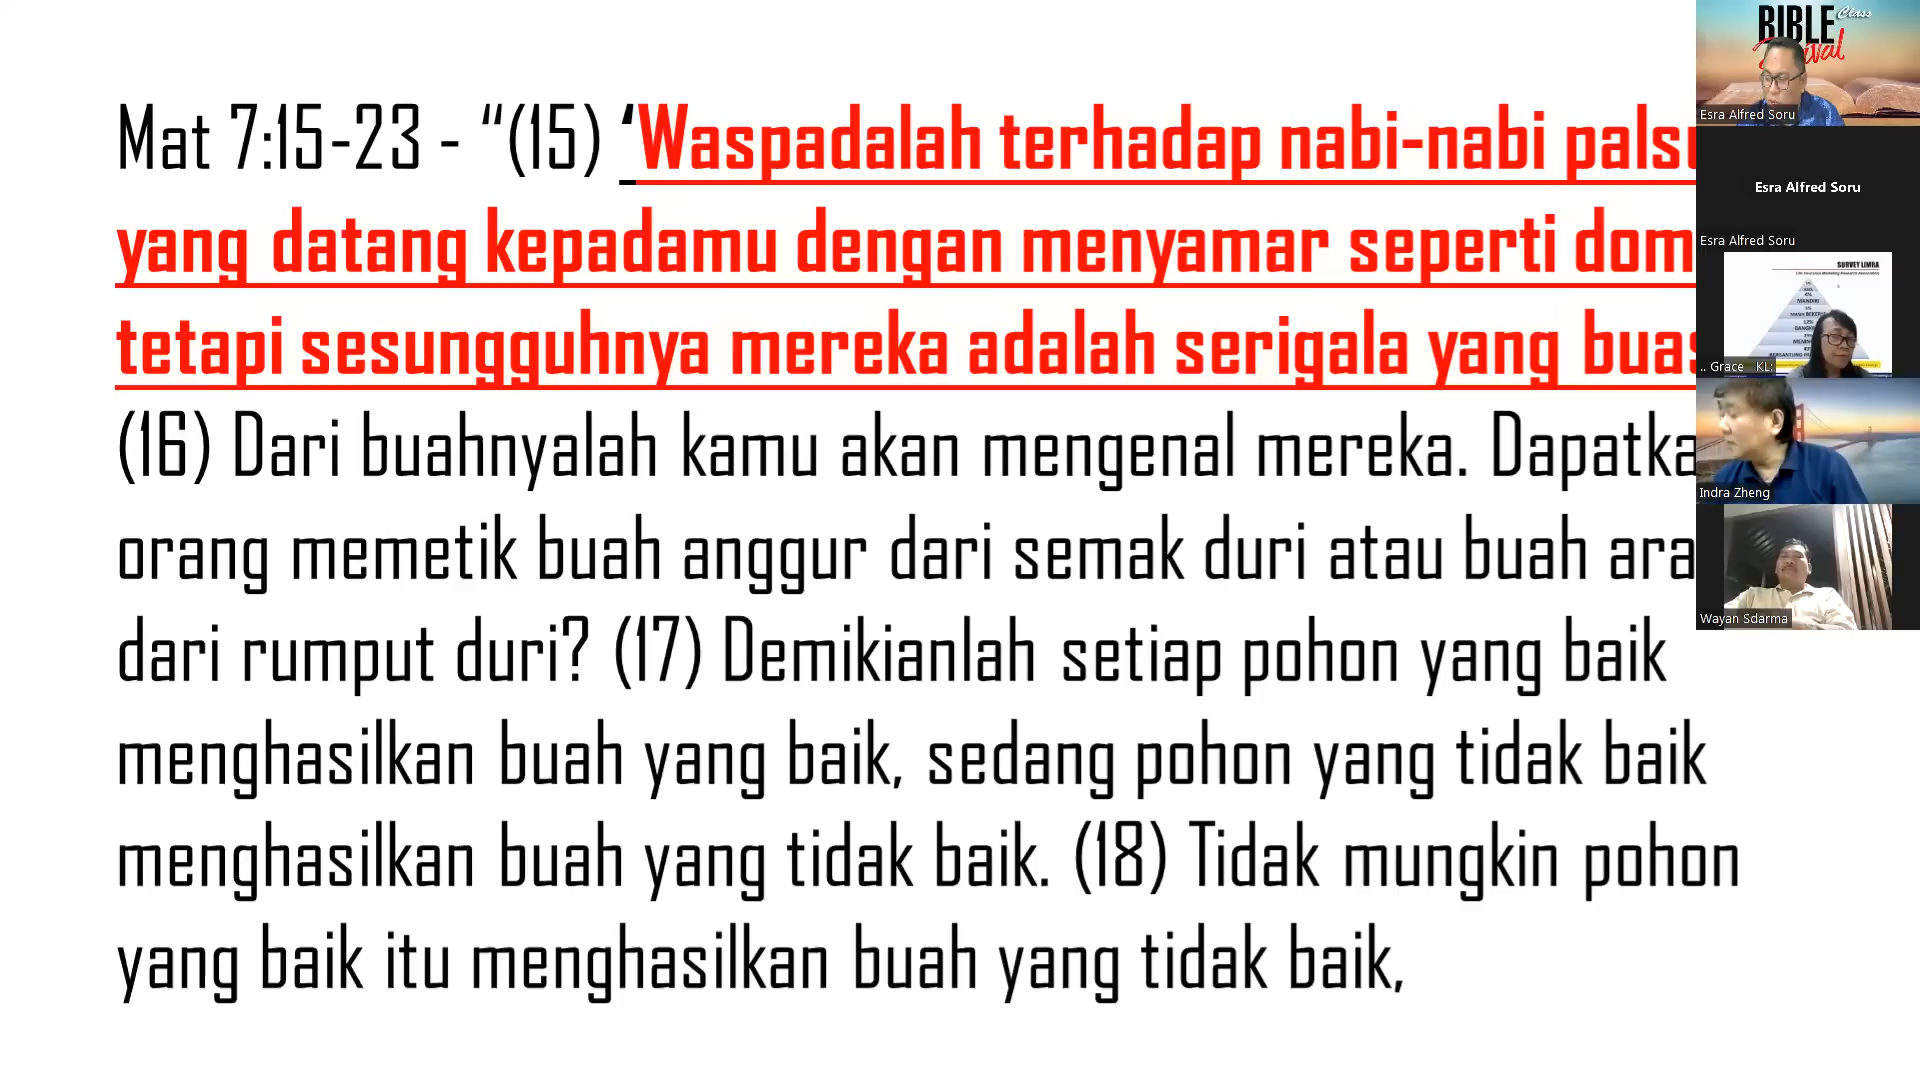 Mat 7:15-23 - “(15) ‘Waspadalah terhadap nabi-nabi
yang datang kepadamu dengan menyamar seperti
tetapi sesungguhnya mereka adalah serigala yang
(16) Dari buahnyalah kamu akan mengenal mereka.
orang memetik buah anggur dari semak duri atau buah ara
dari rumput duri? (17) Demikianlah setiap pohon yang baik
menghasilkan buah yang baik, sedang pohon yang tidak baik
menghasilkan buah yang tidak baik. (18) Tidak mungkin pohon
yang baik itu menghasilkan buah yang tidak baik,
BIBLE Class
Esra Alfred Soru
Esra Alfred Soru
Esra Alfred Soru
SURVEY LIMRA
MANDIRI
.. Grace KL:
Indra Zheng
Wayan Sdarma